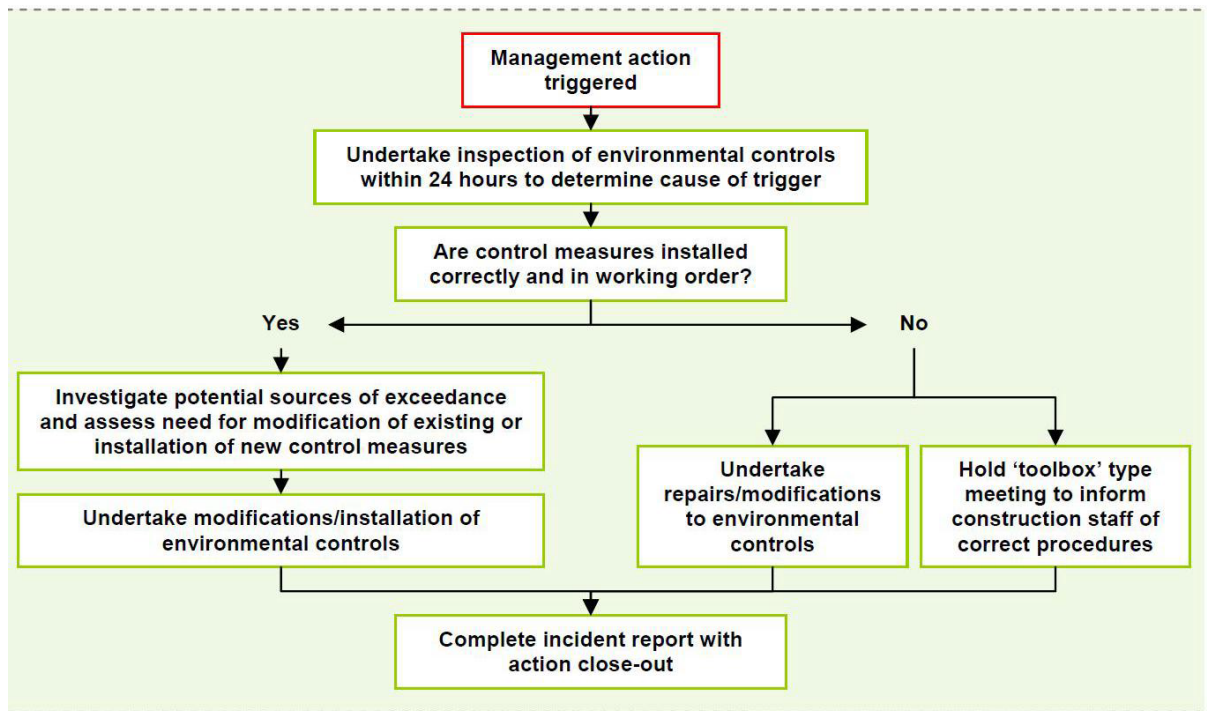 Management action
triggered
Undertake inspection of environmental controls
within 24 hours to determine cause of trigger
Are control measures installed
correctly and in working order?
Yes
No
Investigate potential sources of exceedance
and assess need for modification of existing or
installation of new control measures
Undertake modifications/installation of
environmental controls
Undertake
repairs/modifications
to environmental
controls
Hold ‘toolbox’ type
meeting to inform
construction staff of
correct procedures
Complete incident report with
action close-out